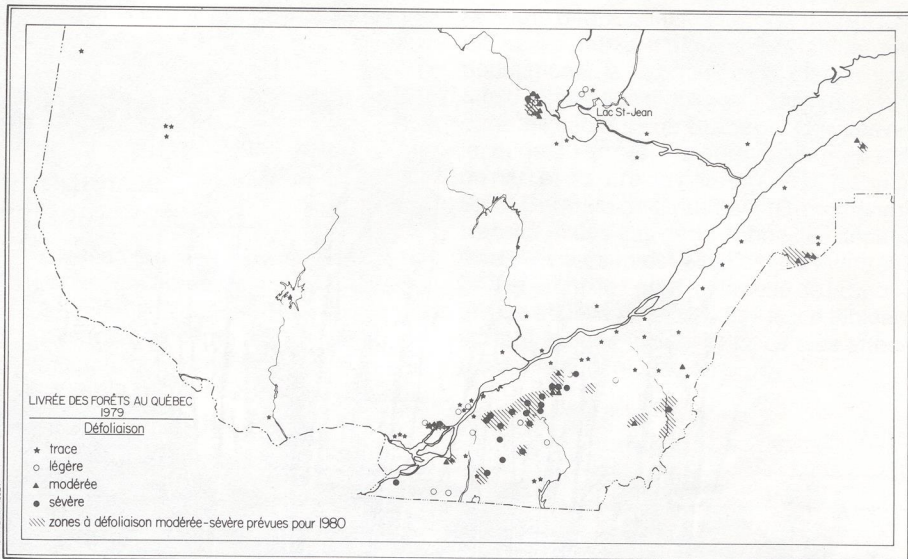 Lac St-Jean
LIVRÉE DES FORÊTS AU QUÉBEC
1979
Défoliaison
trace
légère
modérée
sévère
zones à défoliaison modérée-sévère prévues pour 1980